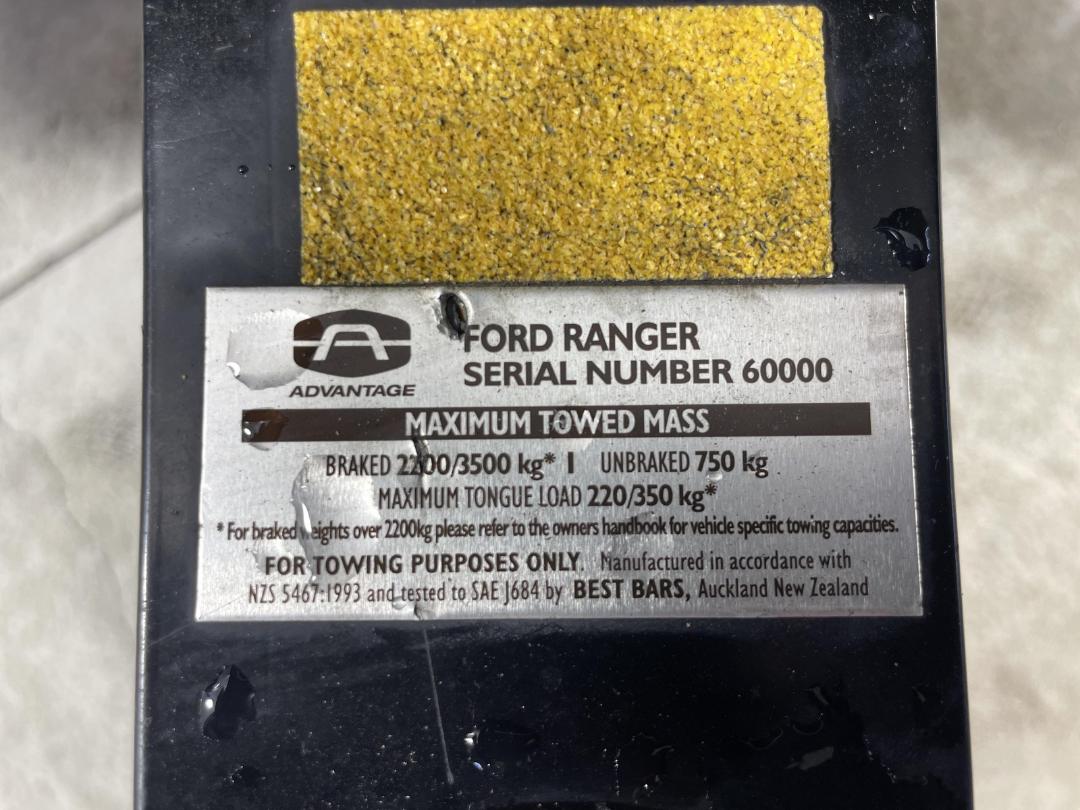 FORD RANGER
ADVANTAGE SERIAL NUMBER 60000
MAXIMUM TOWED MASS
BRAKED 2200/3500 kg* | UNBRAKED 750 kg
MAXIMUM TONGUE LOAD 220/350 kg*
* For braked weights over 2200kg please refer to the owners handbook for vehicle specific towing capacities.
FOR TOWING PURPOSES ONLY. Manufactured in accordance with
NZS 5467:1993 and tested to SAE J684 by BEST BARS, Auckland New Zealand